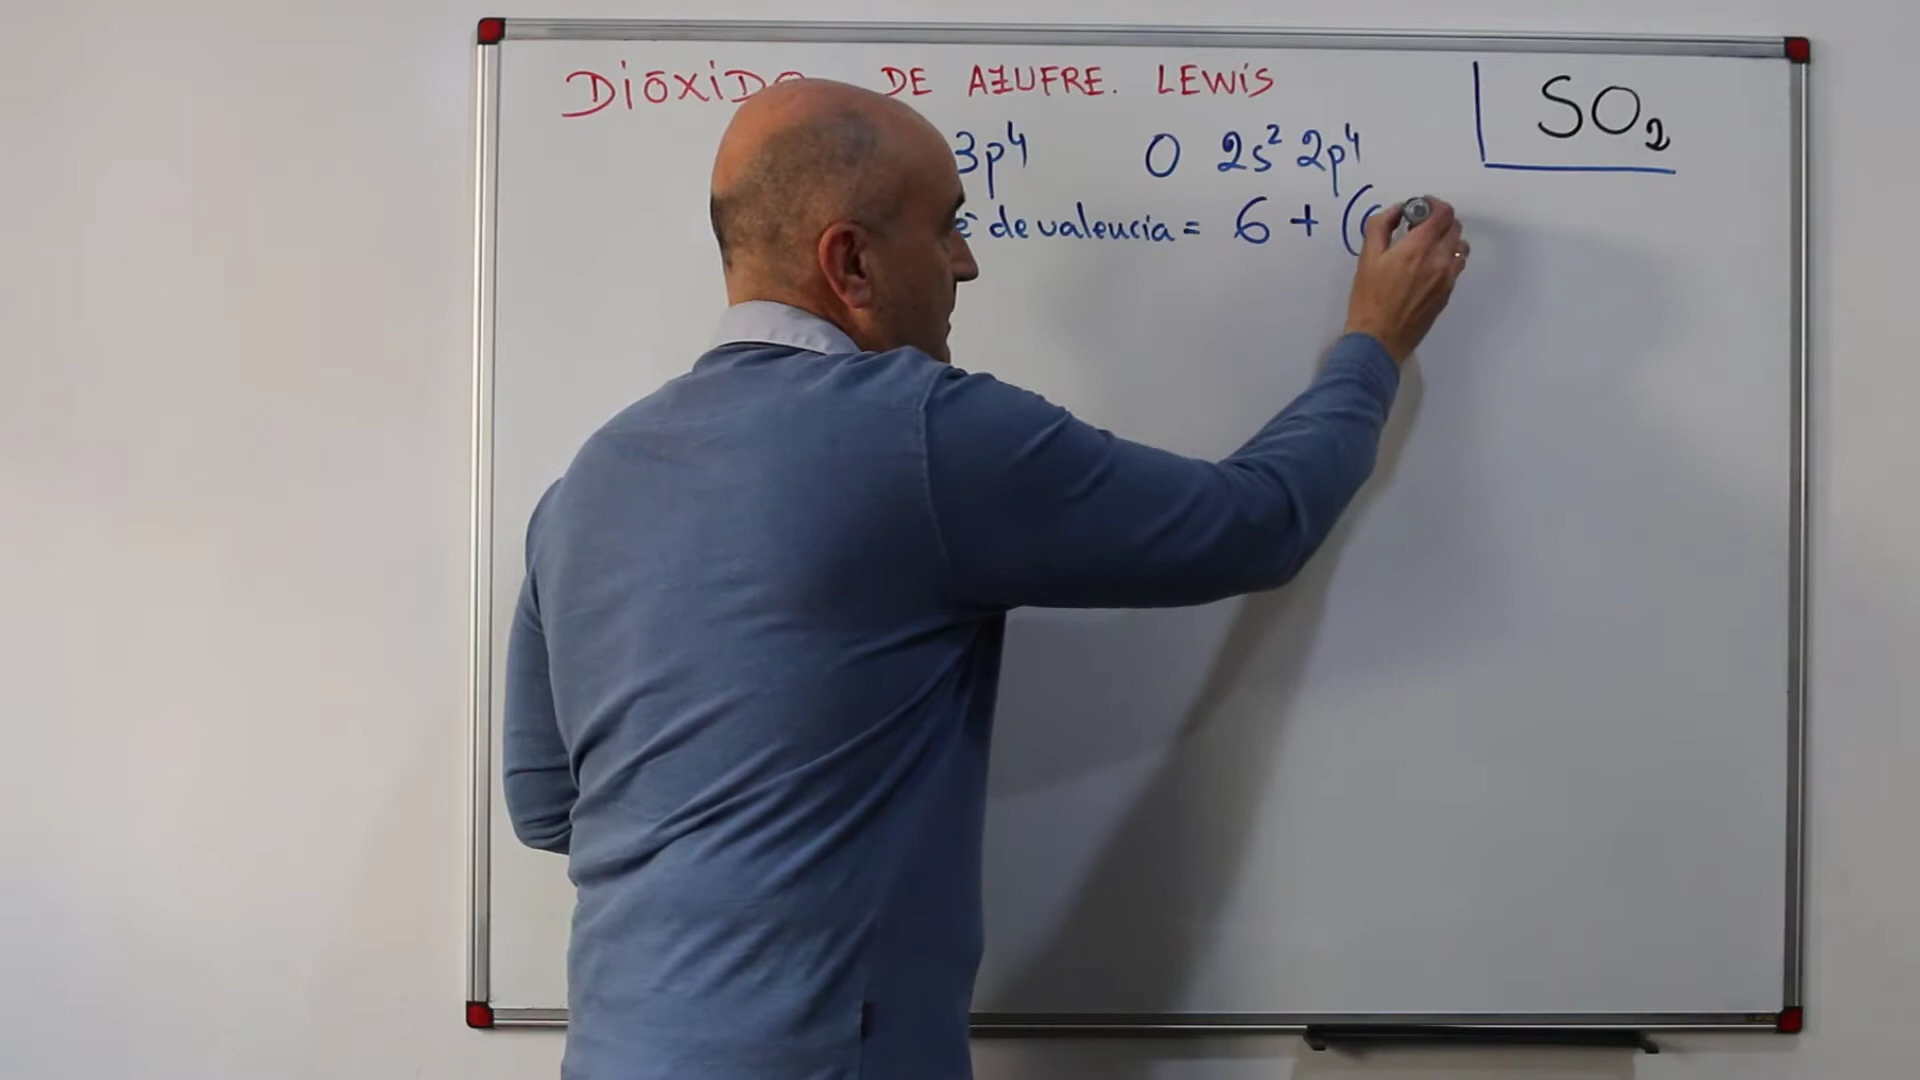 DIÓXIDO DE AZUFRE. LEWIS
SO₂
3p⁴ O 2s² 2p⁴
e⁻ de valencia = 6 + (